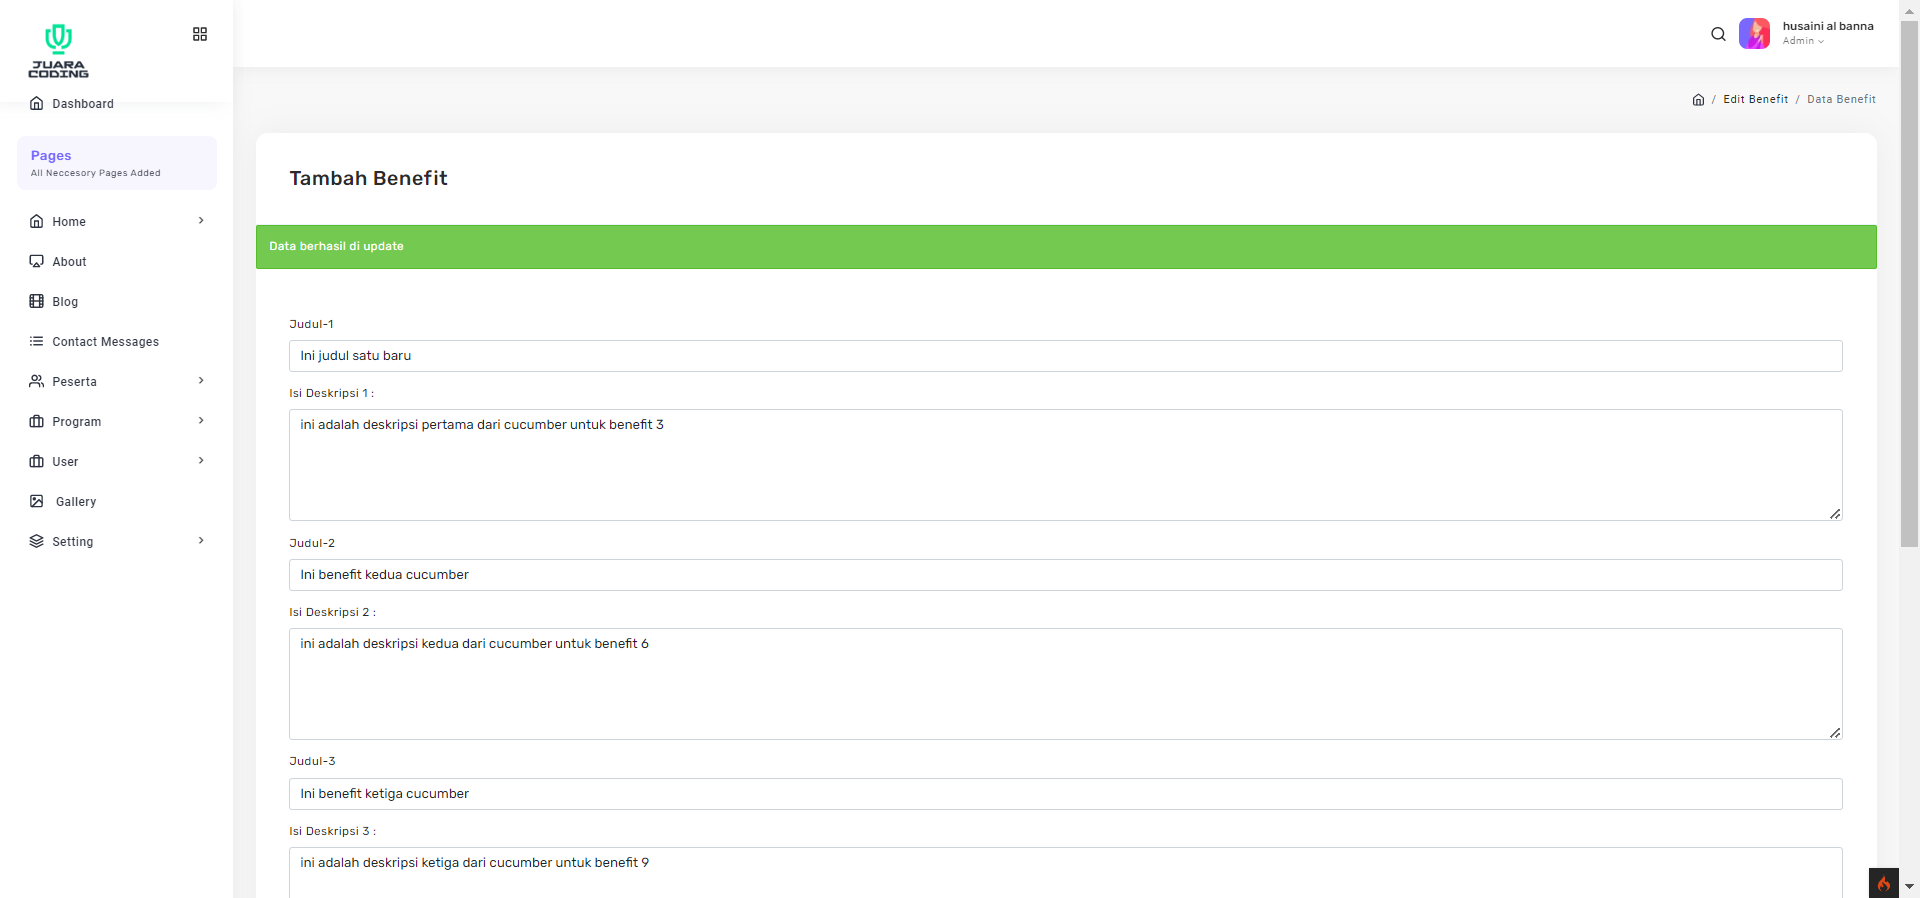 JUARA
CODING
husaini al banna
Admin
Dashboard
/ Edit Benefit / Data Benefit
Pages
All Neccesory Pages Added
Home
About
Blog
Contact Messages
Peserta
Program
User
Gallery
Setting
Tambah Benefit
Data berhasil di update
Judul-1
Ini judul satu baru
Isi Deskripsi 1 :
ini adalah deskripsi pertama dari cucumber untuk benefit 3
Judul-2
Ini benefit kedua cucumber
Isi Deskripsi 2 :
ini adalah deskripsi kedua dari cucumber untuk benefit 6
Judul-3
Ini benefit ketiga cucumber
Isi Deskripsi 3 :
ini adalah deskripsi ketiga dari cucumber untuk benefit 9